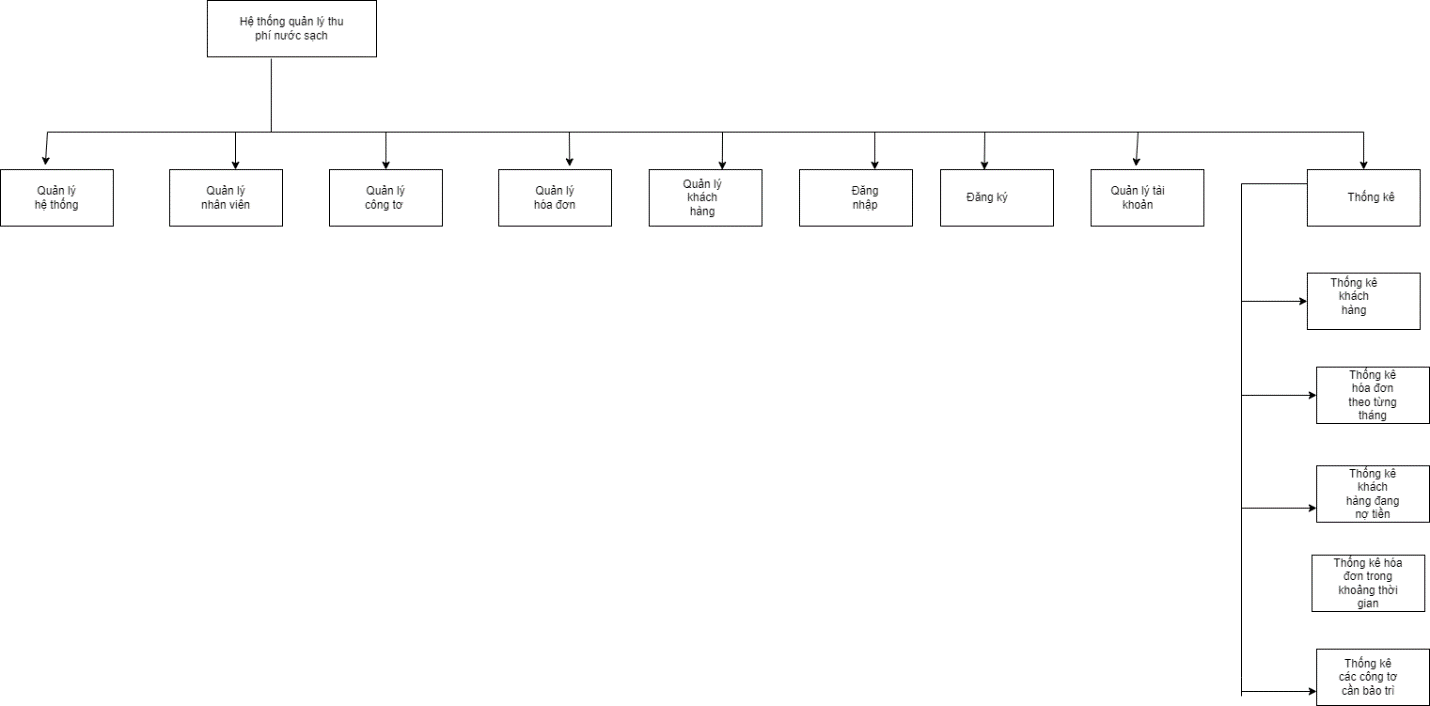 Hệ thống quản lý thu
phí nước sạch
Quản lý
hệ thống
Quản lý
nhân viên
Quản lý
công tơ
Quản lý
hòa đơn
Quản lý
khách
hàng
Đăng
nhập
Đăng ký
Quản lý tài
khoản
Thống kê
Thống kê
khách
hàng
Thống kê
hóa đơn
theo từng
tháng
Thống kê
khách
hàng đang
nợ tiền
Thống kê hóa
đơn trong
khoảng thời
gian
Thống kê
các công tơ
cần bảo trì